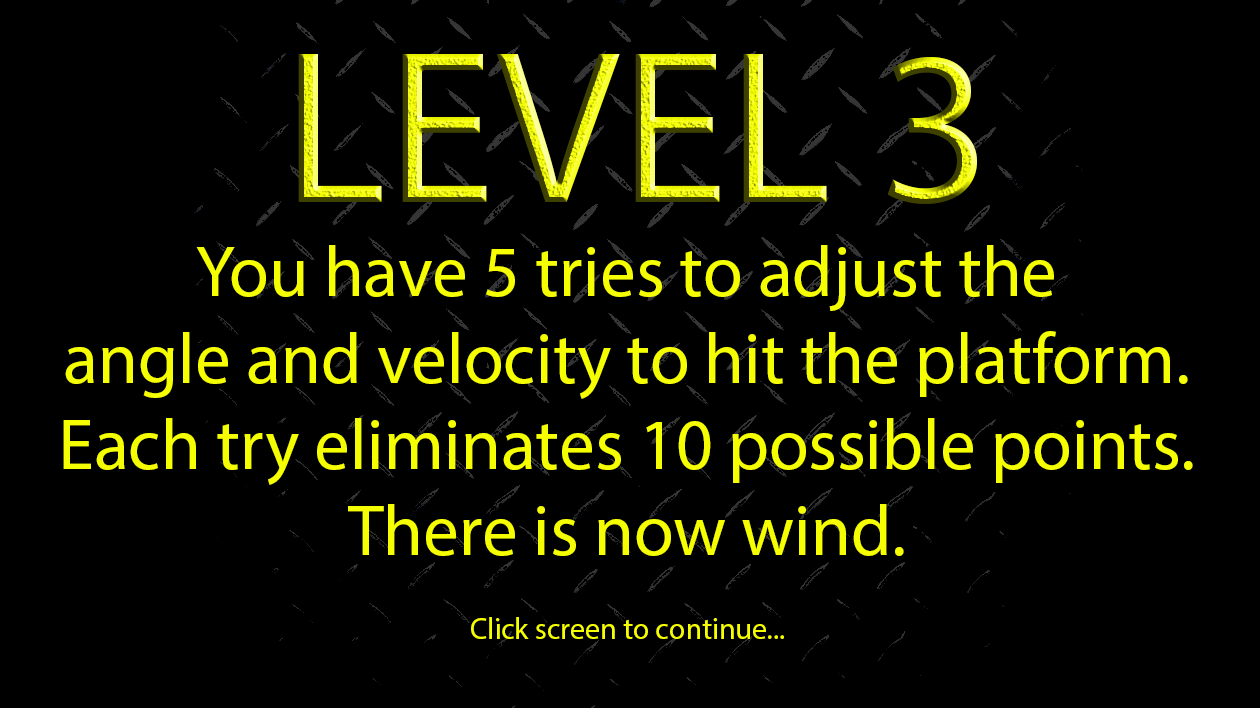 LEVEL 3
You have 5 tries to adjust the
angle and velocity to hit the platform.
Each try eliminates 10 possible points.
There is now wind.
Click screen to continue...